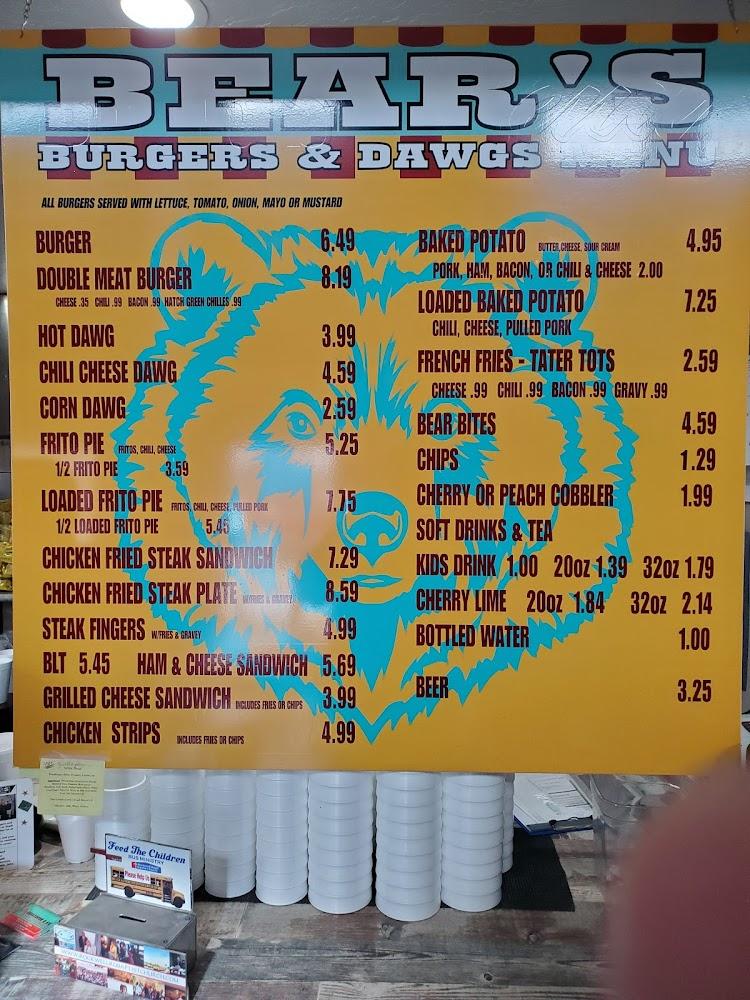 BEAR'S
BURGERS & DAWGS MENU
ALL BURGERS SERVED WITH LETTUCE, TOMATO, ONION, MAYO OR MUSTARD
BURGER 6.49
DOUBLE MEAT BURGER 8.19
CHEESE .35 CHILI .99 BACON .99 HATCH GREEN CHILLES .99
HOT DAWG 3.99
CHILI CHEESE DAWG 4.59
CORN DAWG 2.59
FRITO PIE FRITOS, CHILI, CHEESE 5.25
1/2 FRITO PIE 3.59
LOADED FRITO PIE FRITOS, CHILI, CHEESE, PULLED PORK 7.75
1/2 LOADED FRITO PIE 5.45
CHICKEN FRIED STEAK SANDWICH 7.29
CHICKEN FRIED STEAK PLATE W/FRIES & GRAVEY 8.59
STEAK FINGERS W/FRIES & GRAVEY 4.99
BLT 5.45 HAM & CHEESE SANDWICH 5.69
GRILLED CHEESE SANDWICH INCLUDES FRIES OR CHIPS 3.99
CHICKEN STRIPS INCLUDES FRIES OR CHIPS 4.99
BAKED POTATO BUTTER, CHEESE, SOUR CREAM 4.95
PORK, HAM, BACON, OR CHILI & CHEESE 2.00
LOADED BAKED POTATO 7.25
CHILI, CHEESE, PULLED PORK
FRENCH FRIES - TATER TOTS 2.59
CHEESE .99 CHILI .99 BACON .99 GRAVY .99
BEAR BITES 4.59
CHIPS 1.29
CHERRY OR PEACH COBBLER 1.99
SOFT DRINKS & TEA
KIDS DRINK 1.00 20oz 1.39 32oz 1.79
CHERRY LIME 20oz 1.84 32oz 2.14
BOTTLED WATER 1.00
BEER 3.25
Feed The Children
BUS MINISTRY
Please Help Us